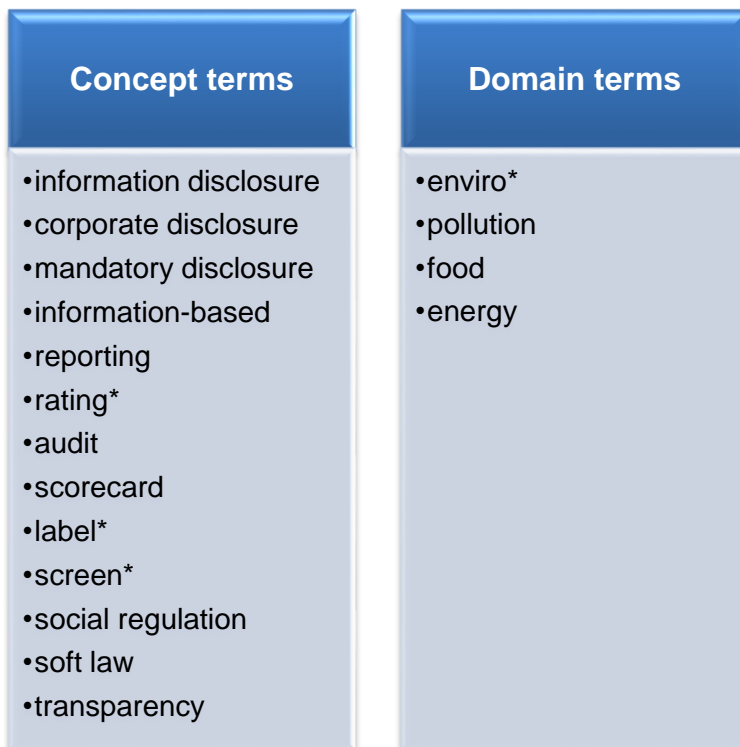 Concept terms
•information disclosure
•corporate disclosure
•mandatory disclosure
•information-based
•reporting
•rating*
•audit
•scorecard
•label*
•screen*
•social regulation
•soft law
•transparency
Domain terms
•enviro*
•pollution
•food
•energy